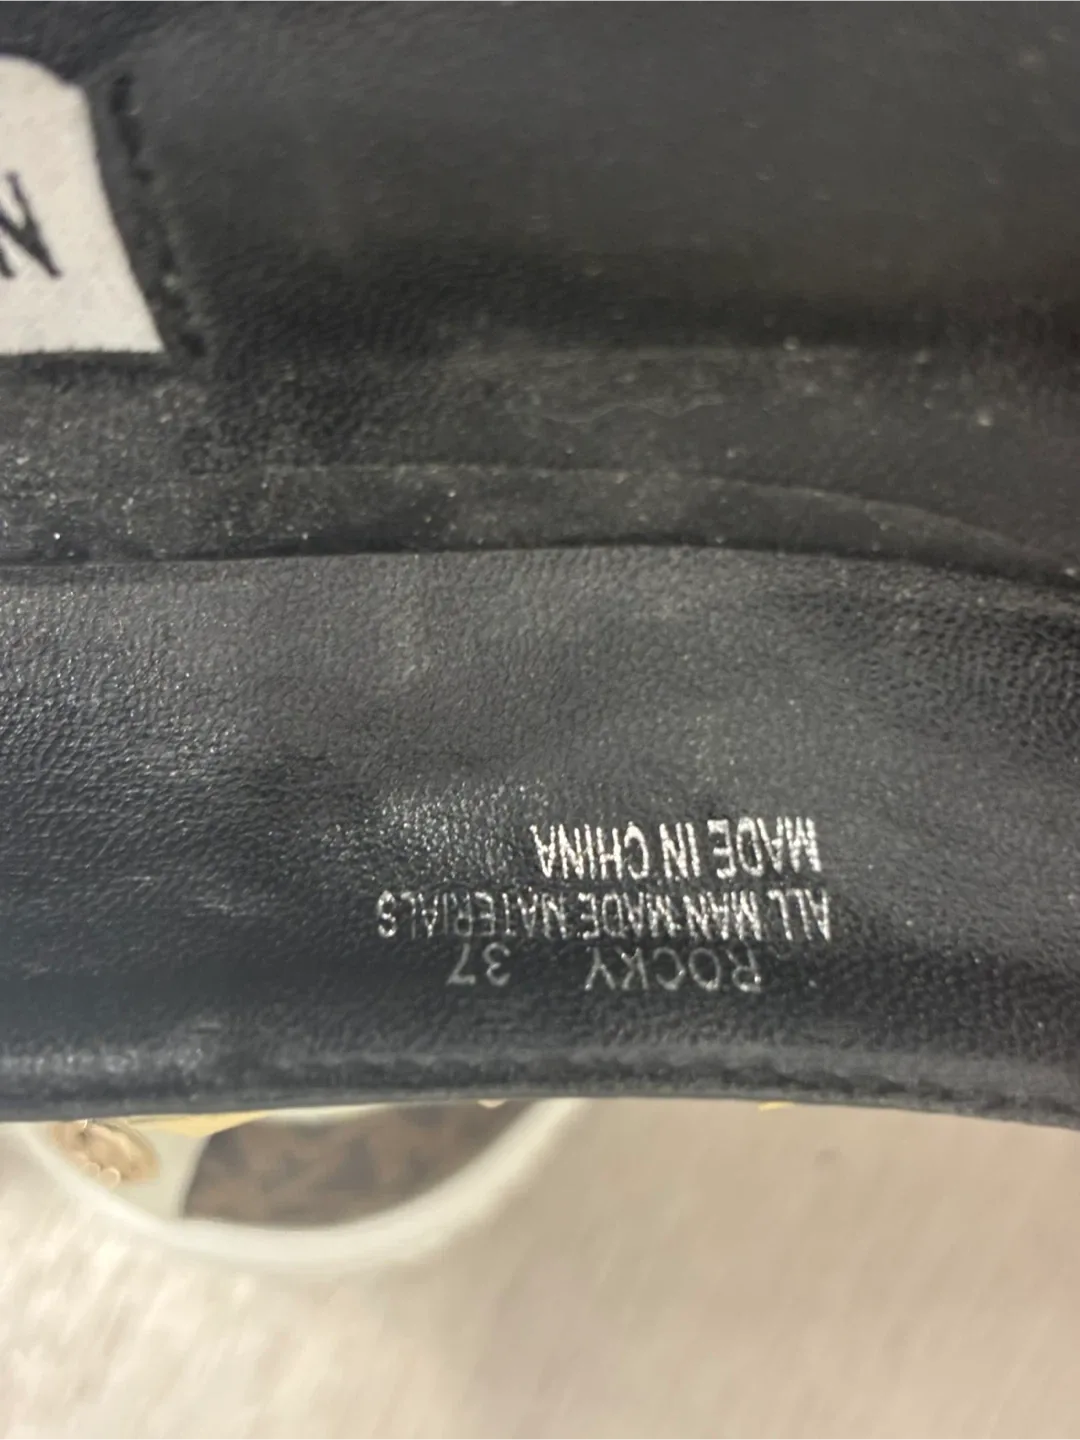 ROCKY 37
ALL MAN MADE MATERIALS
MADE IN CHINA
N